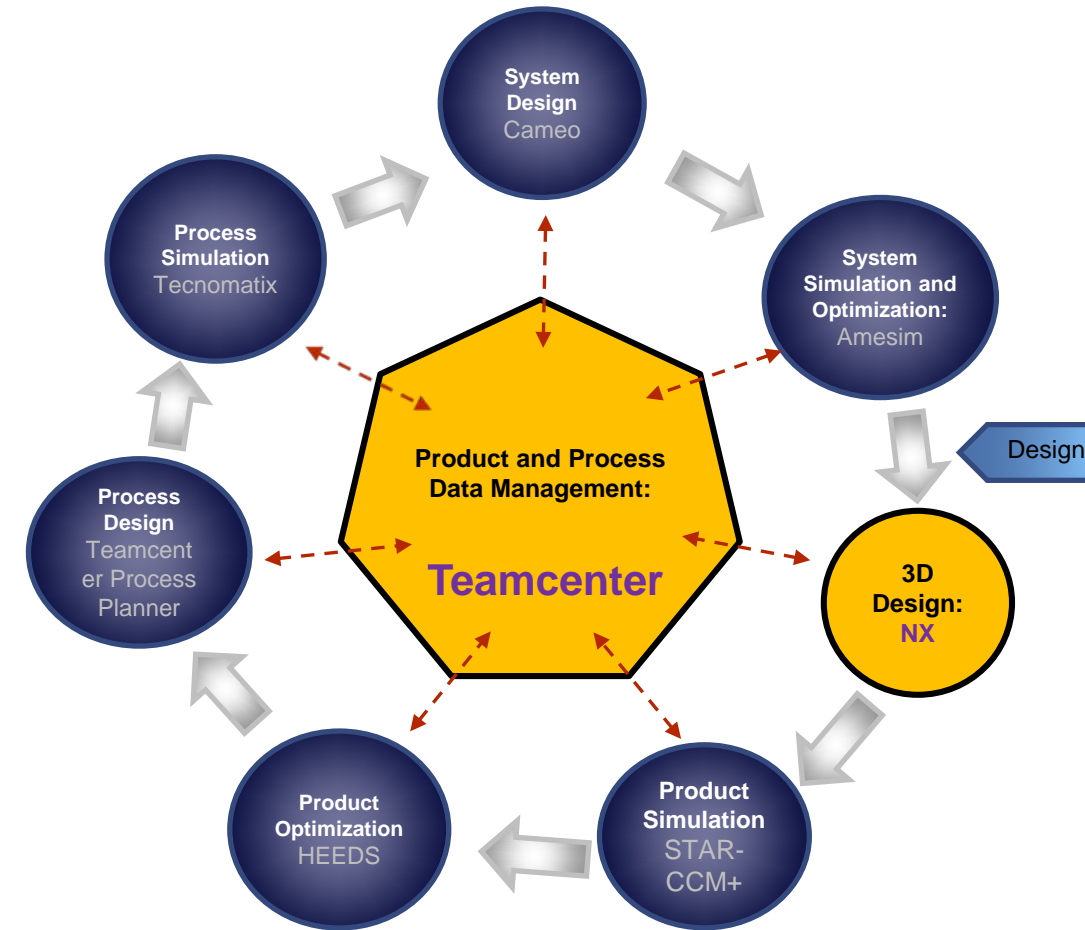 System
Design
Cameo
Process
Simulation
Tecnomatix
System
Simulation and
Optimization:
Amesim
Product and Process
Data Management:
Teamcenter
Design
Process
Design
Teamcent
er Process
Planner
3D
Design:
NX
Product
Optimization
HEEDS
Product
Simulation
STAR-
CCM+